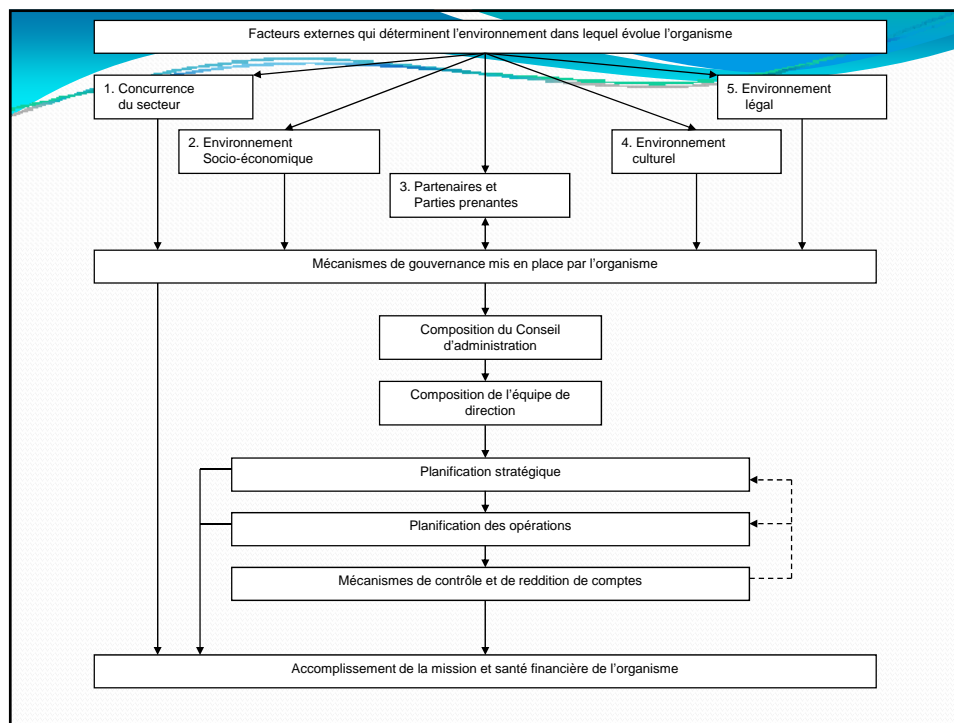 Facteurs externes qui déterminent l'environnement dans lequel évolue l'organisme
1. Concurrence
du secteur
5. Environnement
légal
2. Environnement
Socio-économique
4. Environnement
culturel
3. Partenaires et
Parties prenantes
Mécanismes de gouvernance mis en place par l'organisme
Composition du Conseil
d'administration
Composition de l'équipe de
direction
Planification stratégique
Planification des opérations
Mécanismes de contrôle et de reddition de comptes
Accomplissement de la mission et santé financière de l'organisme